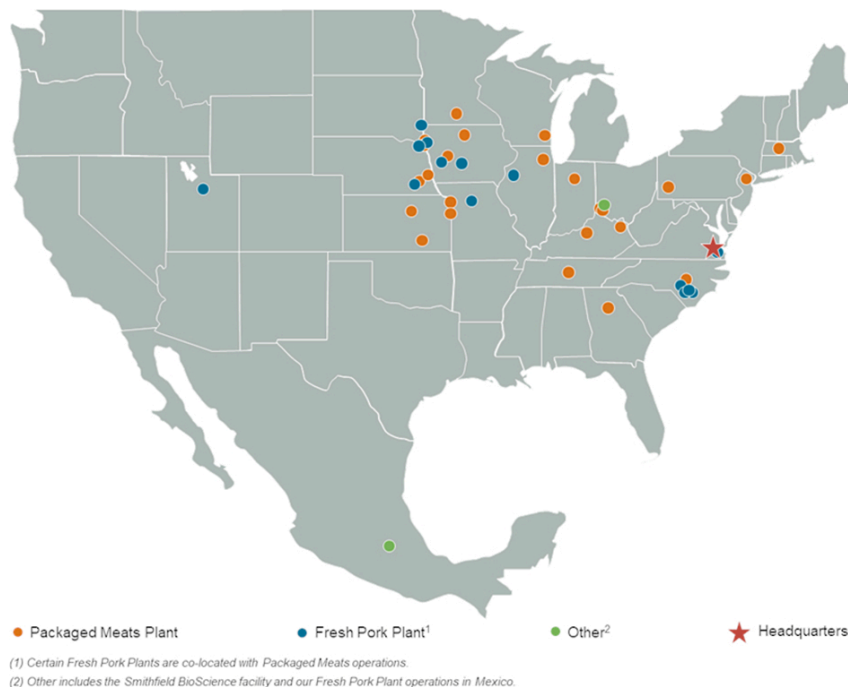 Packaged Meats Plant
Fresh Pork Plant¹
Other²
Headquarters
(1) Certain Fresh Pork Plants are co-located with Packaged Meats operations.
(2) Other includes the Smithfield BioScience facility and our Fresh Pork Plant operations in Mexico.